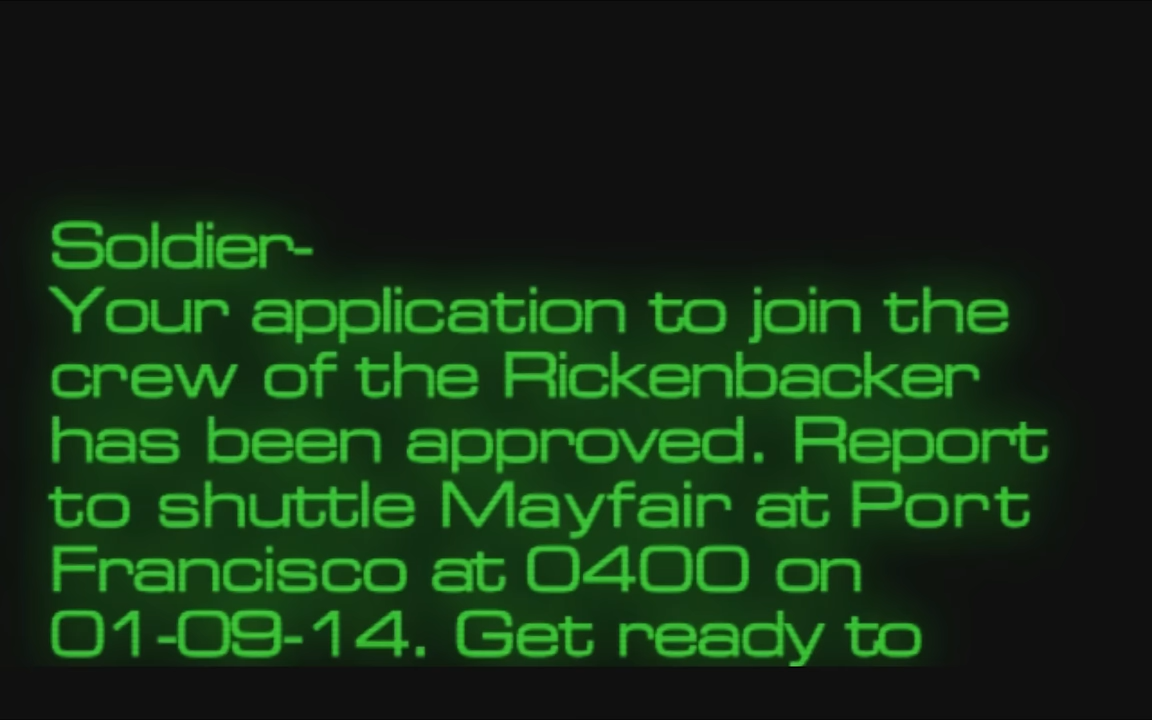 Soldier-
Your application to join the
crew of the Rickenbacker
has been approved. Report
to shuttle Mayfair at Port
Francisco at 0400 on
01-09-14. Get ready to